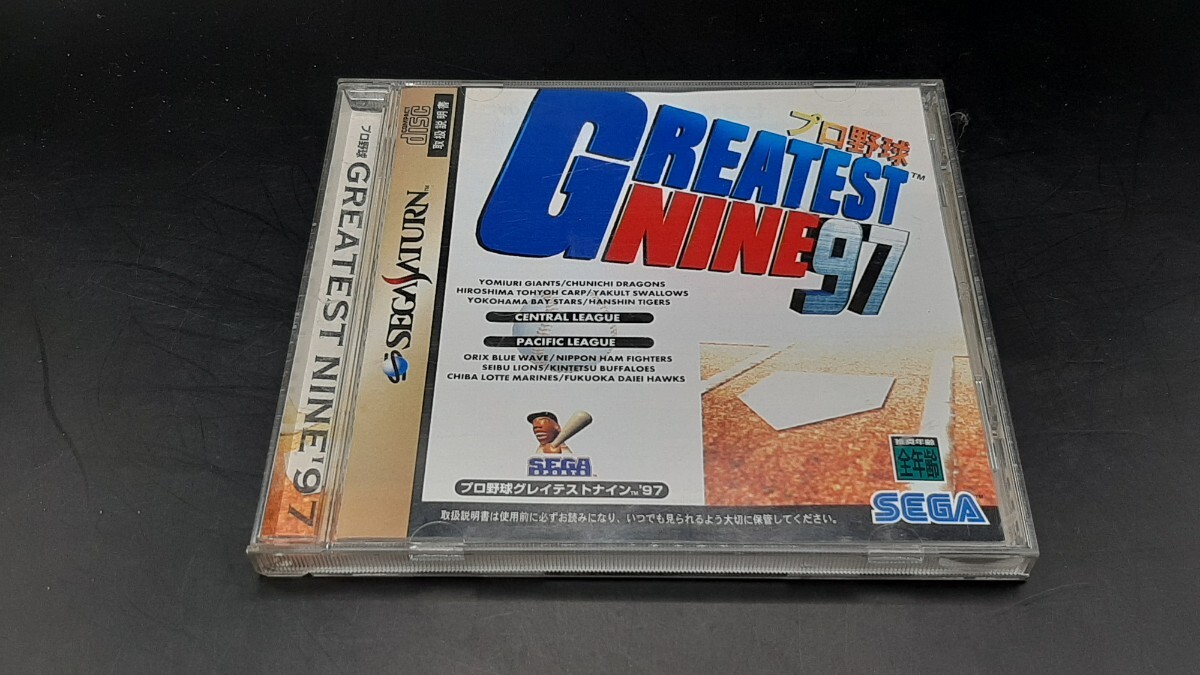 プロ野球 GREATEST NINE '97
COMPACT
disc
取扱説明書
SEGA SATURN™
プロ野球
GREATEST™
NINE '97
YOMIURI GIANTS/CHUNICHI DRAGONS
HIROSHIMA TOHYOH CARP/YAKULT SWALLOWS
YOKOHAMA BAY STARS/HANSHIN TIGERS
CENTRAL LEAGUE
PACIFIC LEAGUE
ORIX BLUE WAVE/NIPPON HAM FIGHTERS
SEIBU LIONS/KINTETSU BUFFALOES
CHIBA LOTTE MARINES/FUKUOKA DAIEI HAWKS
SEGA
SPORTS
プロ野球グレイテストナイン™'97
推奨年齢
全年齢
SEGA
取扱説明書は使用前に必ずお読みになり、いつでも見られるよう大切に保管してください。